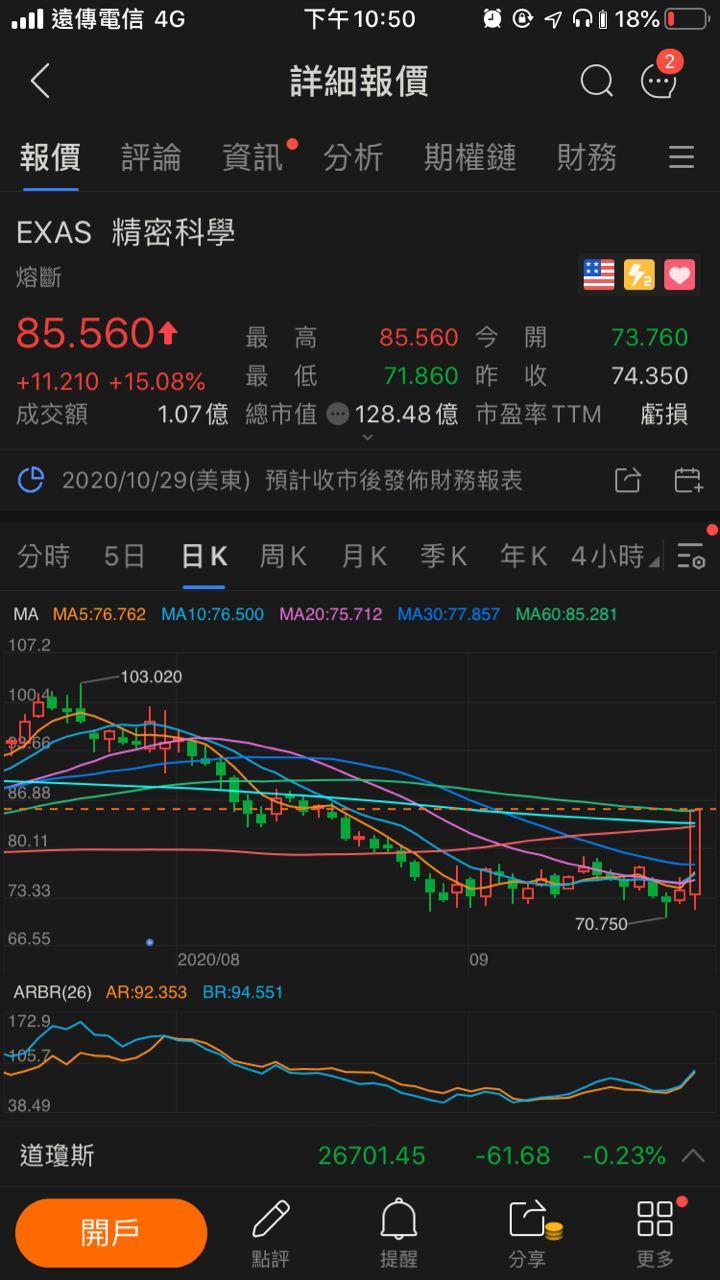 遠傳電信 4G 下午10:50 18%
詳細報價 2
報價 評論 資訊 分析 期權鏈 財務
EXAS 精密科學
熔斷 2
85.560 最高 85.560 今開 73.760
+11.210 +15.08% 最低 71.860 昨收 74.350
成交額 1.07億 總市值 128.48億 市盈率TTM 虧損
2020/10/29(美東) 預計收市後發佈財務報表
分時 5日 日K 周K 月K 季K 年K 4小時
MA MA5:76.762 MA10:76.500 MA20:75.712 MA30:77.857 MA60:85.281
107.2
103.020
100.4
93.66
86.88
80.11
73.33
70.750
66.55
2020/08 09
ARBR(26) AR:92.353 BR:94.551
172.9
105.7
38.49
道瓊斯 26701.45 -61.68 -0.23%
開戶 點評 提醒 分享 更多